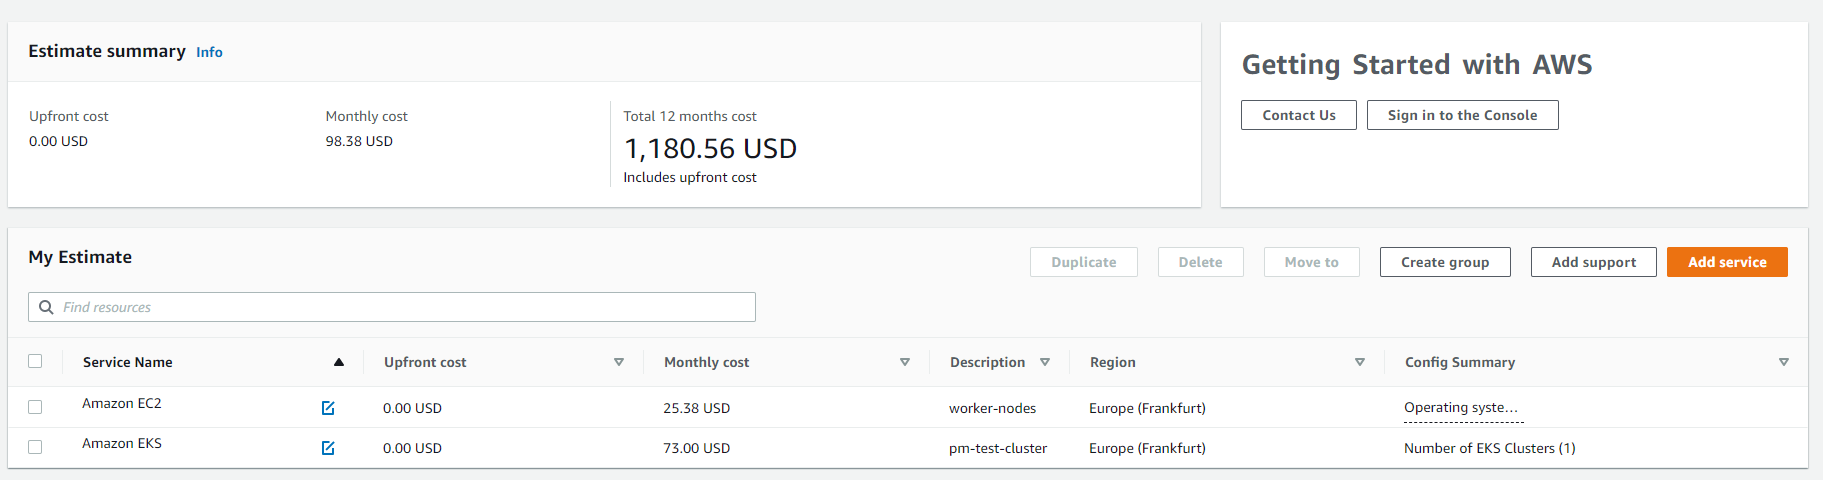 Estimate summary Info
Upfront cost Monthly cost Total 12 months cost
0.00 USD 98.38 USD 1,180.56 USD
Includes upfront cost
Getting Started with AWS
Contact Us Sign in to the Console
My Estimate
Duplicate Delete Move to Create group Add support Add service
Find resources
Service Name Upfront cost Monthly cost Description Region Config Summary
Amazon EC2 0.00 USD 25.38 USD worker-nodes Europe (Frankfurt) Operating syste...
Amazon EKS 0.00 USD 73.00 USD pm-test-cluster Europe (Frankfurt) Number of EKS Clusters (1)